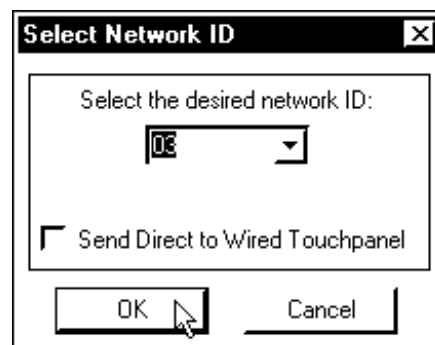 Select Network ID
Select the desired network ID:
03
Send Direct to Wired Touchpanel
OK Cancel